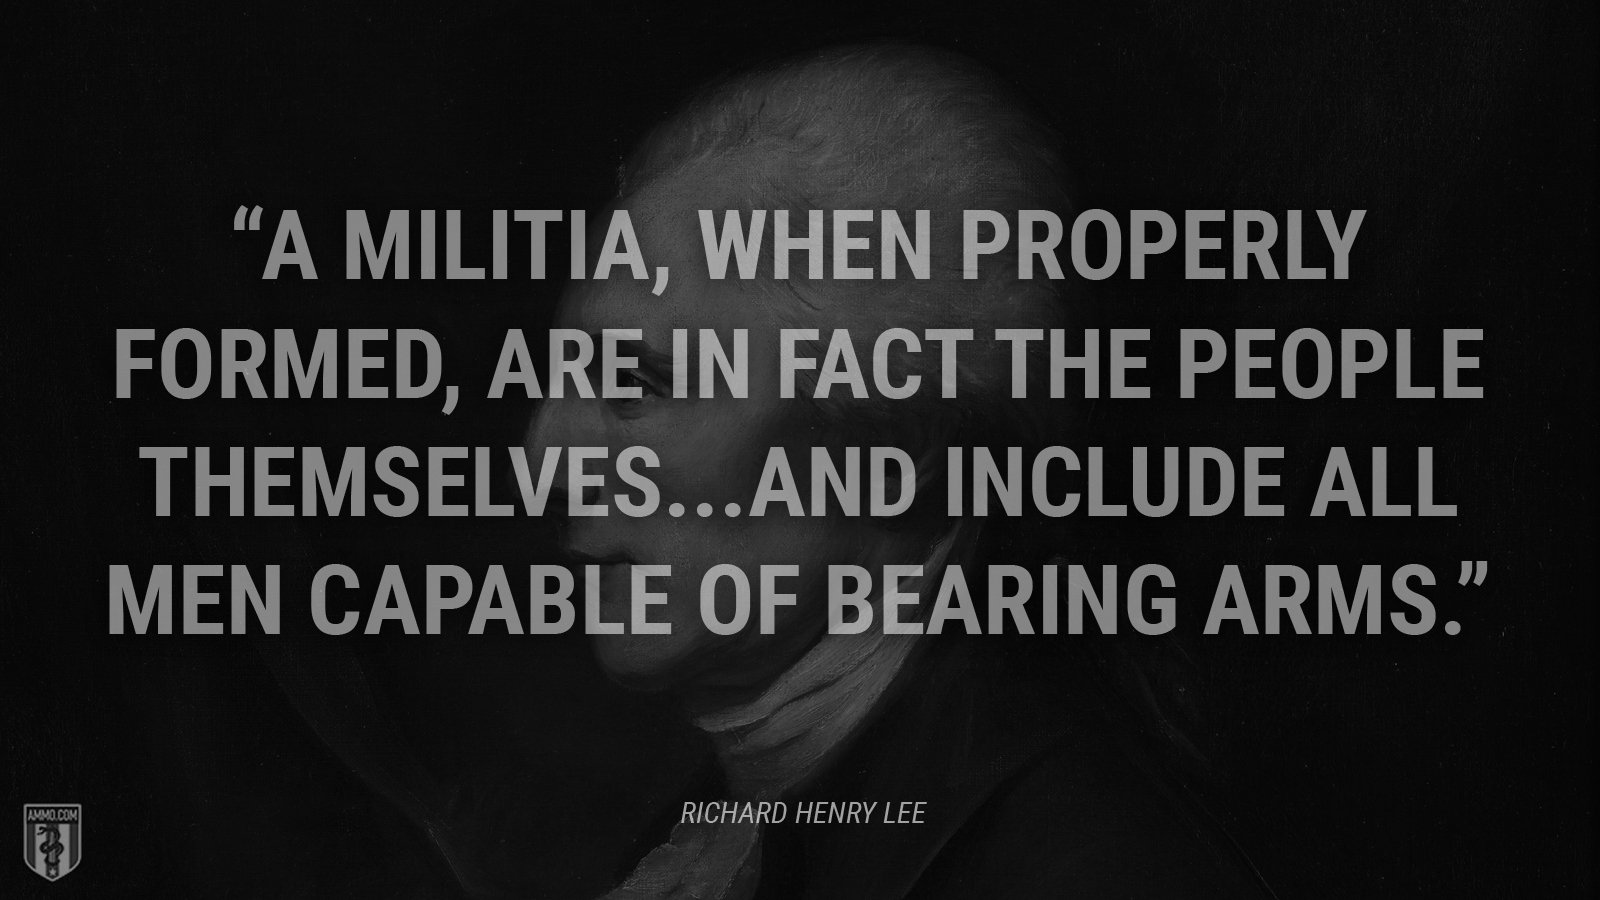 “A MILITIA, WHEN PROPERLY
FORMED, ARE IN FACT THE PEOPLE
THEMSELVES...AND INCLUDE ALL
MEN CAPABLE OF BEARING ARMS.”
RICHARD HENRY LEE
AMMO.COM